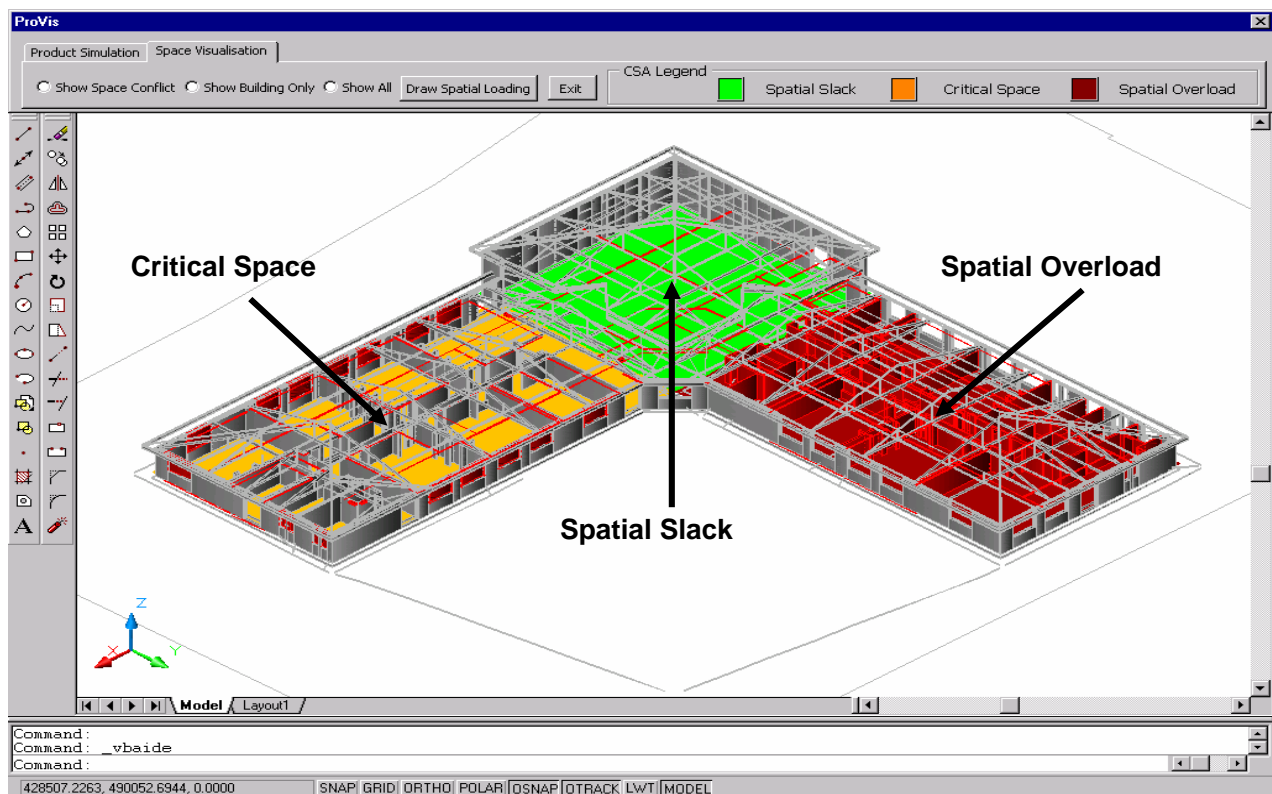 ProVis
Product Simulation Space Visualisation
CSA Legend
Show Space Conflict Show Building Only Show All Draw Spatial Loading Exit Spatial Slack Critical Space Spatial Overload
Critical Space
Spatial Overload
Spatial Slack
Z
X Y
A
Model Layout1
Command:
Command: _vbaide
Command:
428507.2263, 490052.6944, 0.0000 SNAP GRID ORTHO POLAR OSNAP OTRACK LWT MODEL